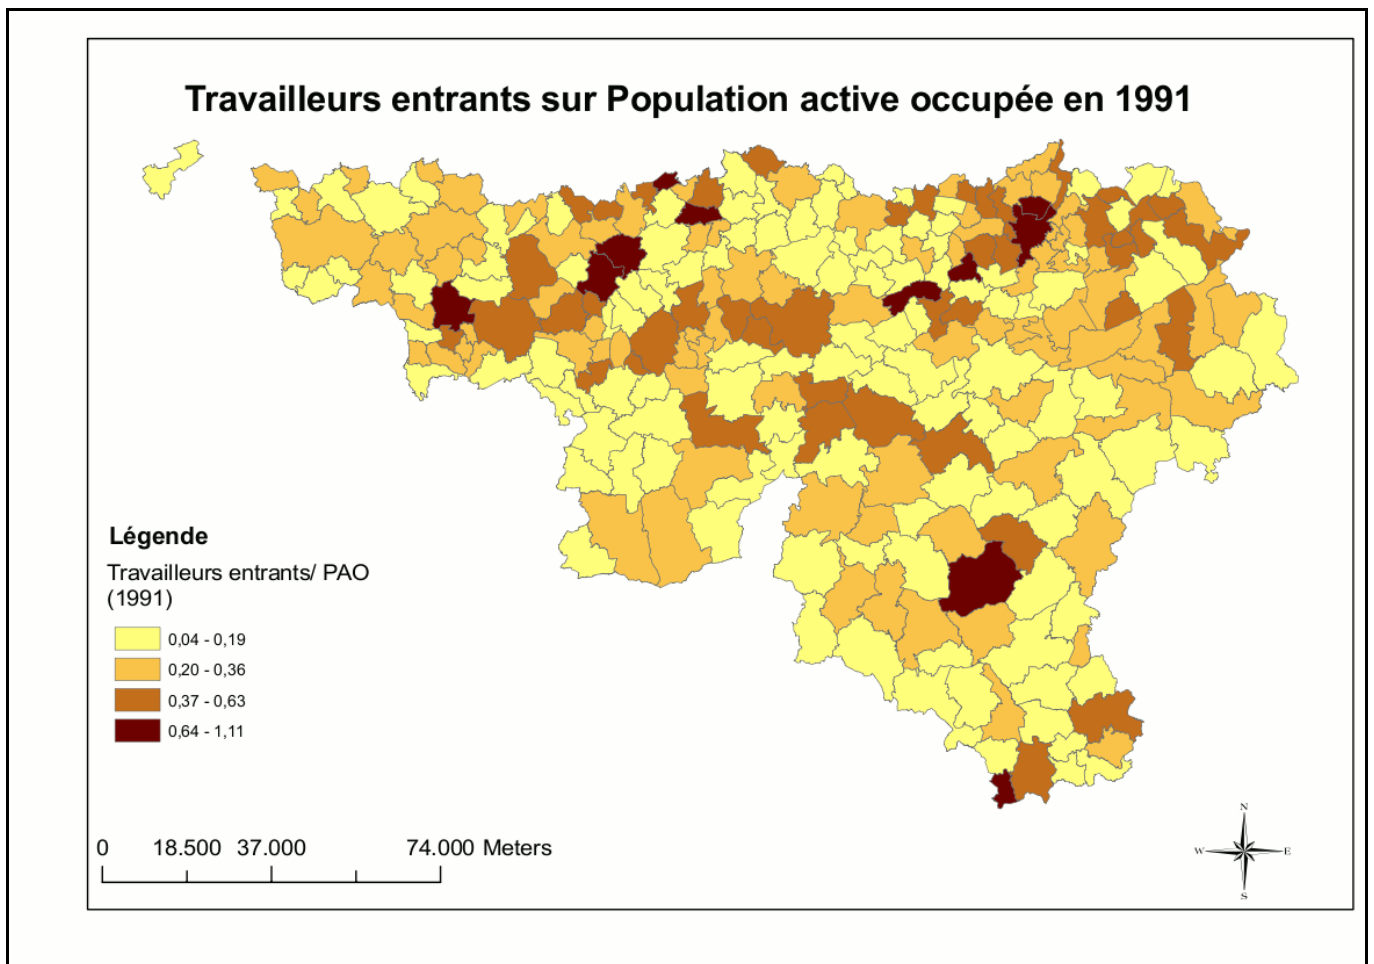 Travailleurs entrants sur Population active occupée en 1991
Légende
Travailleurs entrants/ PAO
(1991)
0,04 - 0,19
0,20 - 0,36
0,37 - 0,63
0,64 - 1,11
0 18.500 37.000 74.000 Meters
N
W E
S